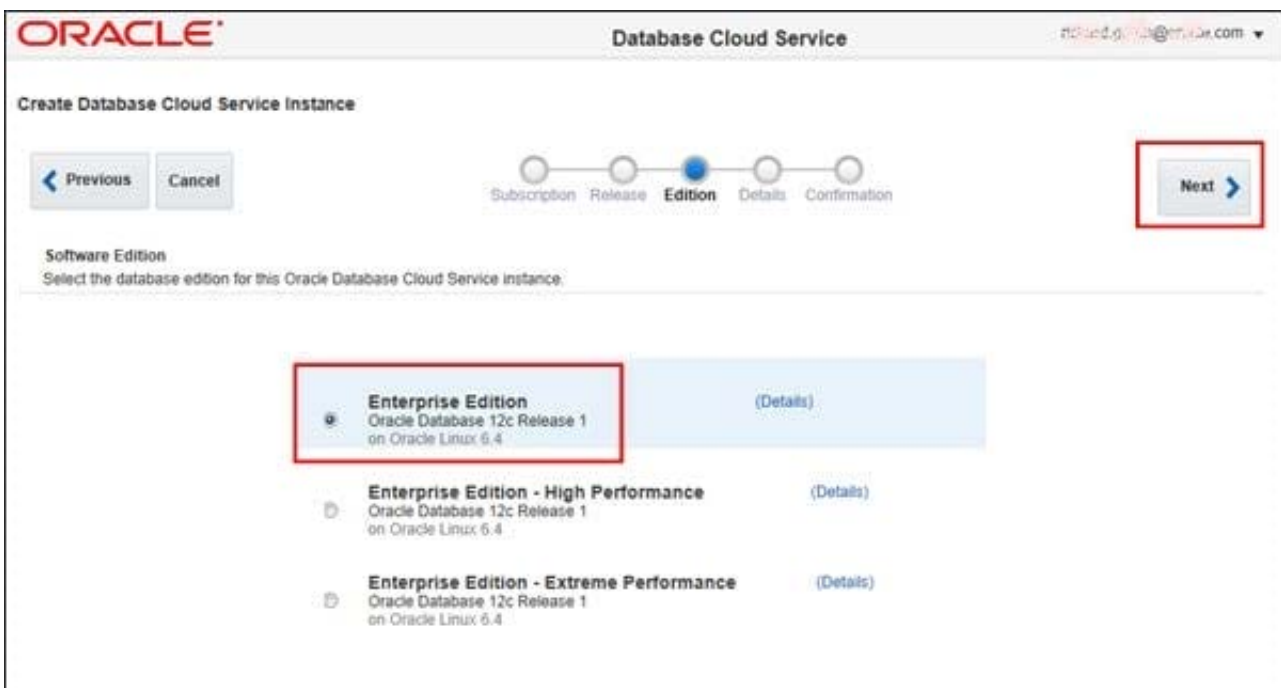 ORACLE
Database Cloud Service
Create Database Cloud Service Instance
Previous
Cancel
Subscription
Release
Edition
Details
Confirmation
Next
Software Edition
Select the database edition for this Oracle Database Cloud Service instance.
Enterprise Edition
(Details)
Oracle Database 12c Release 1
on Oracle Linux 6.4
Enterprise Edition - High Performance
(Details)
Oracle Database 12c Release 1
on Oracle Linux 6.4
Enterprise Edition - Extreme Performance
(Details)
Oracle Database 12c Release 1
on Oracle Linux 6.4